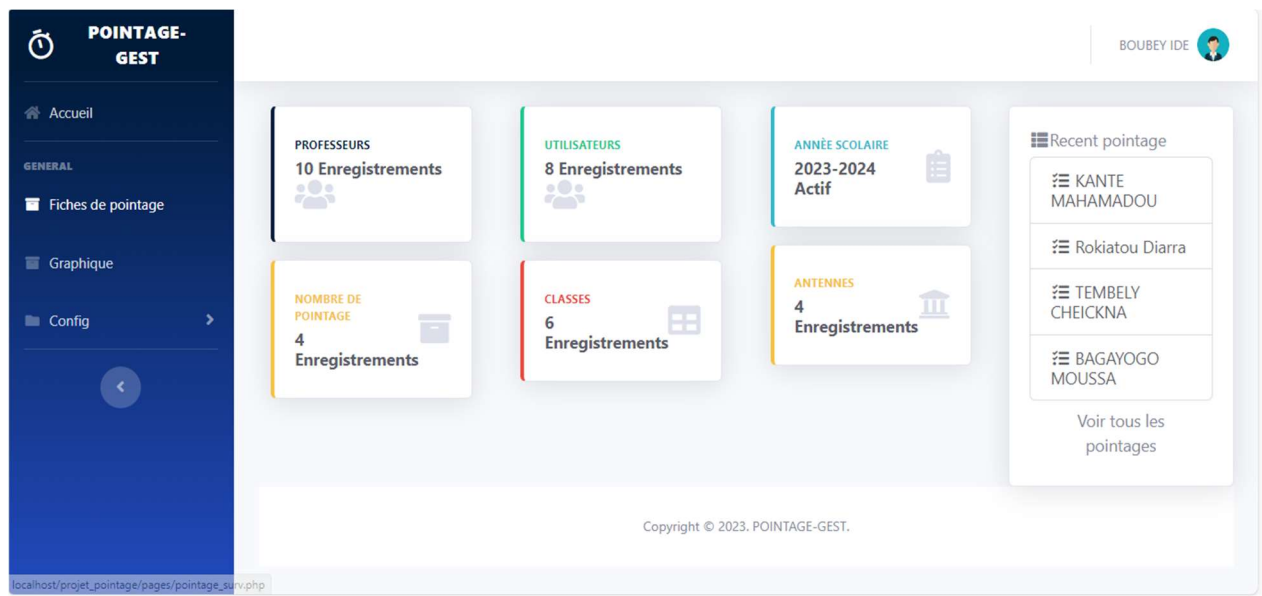 POINTAGE-
GEST
BOUBEY IDE
Accueil
GENERAL
Fiches de pointage
Graphique
Config
PROFESSEURS
10 Enregistrements
UTILISATEURS
8 Enregistrements
ANNÈE SCOLAIRE
2023-2024
Actif
NOMBRE DE
POINTAGE
4
Enregistrements
CLASSES
6
Enregistrements
ANTENNES
4
Enregistrements
Recent pointage
KANTE
MAHAMADOU
Rokiatou Diarra
TEMBELY
CHEICKNA
BAGAYOGO
MOUSSA
Voir tous les
pointages
Copyright © 2023. POINTAGE-GEST.
localhost/projet_pointage/pages/pointage_surv.php